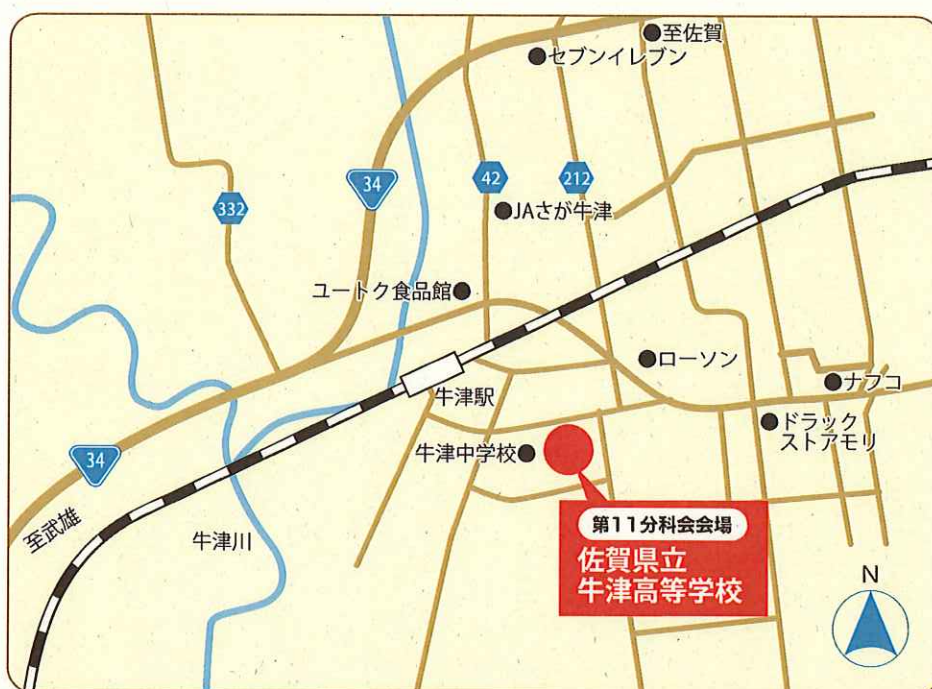 至佐賀
セブンイレブン
34
42
212
332
JAさが牛津
ユートク食品館
ローソン
牛津駅
ナフコ
ドラック
ストアモリ
牛津中学校
34
至武雄
牛津川
第11分科会会場
佐賀県立
牛津高等学校
N